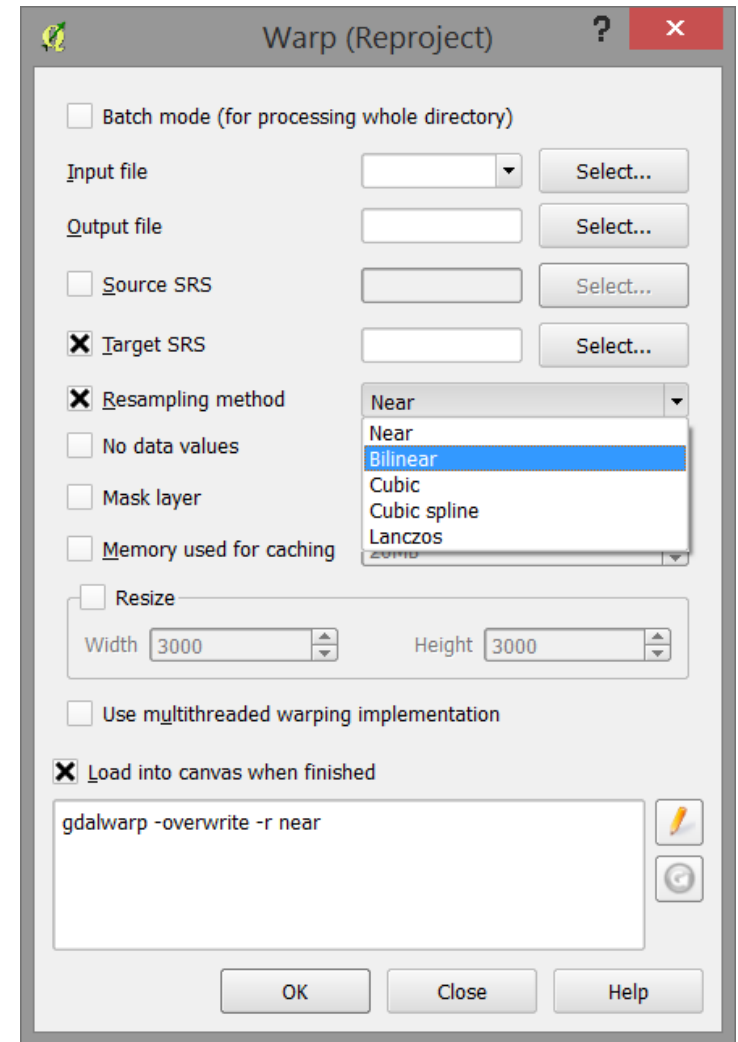 Warp (Reproject) ? ×
Batch mode (for processing whole directory)
Input file Select...
Output file Select...
Source SRS Select...
Target SRS Select...
Resampling method Near
Near
No data values
Bilinear
Cubic
Mask layer
Cubic spline
Lanczos
Memory used for caching 20MB
Resize
Width 3000 Height 3000
Use multithreaded warping implementation
Load into canvas when finished
gdalwarp -overwrite -r near
OK Close Help